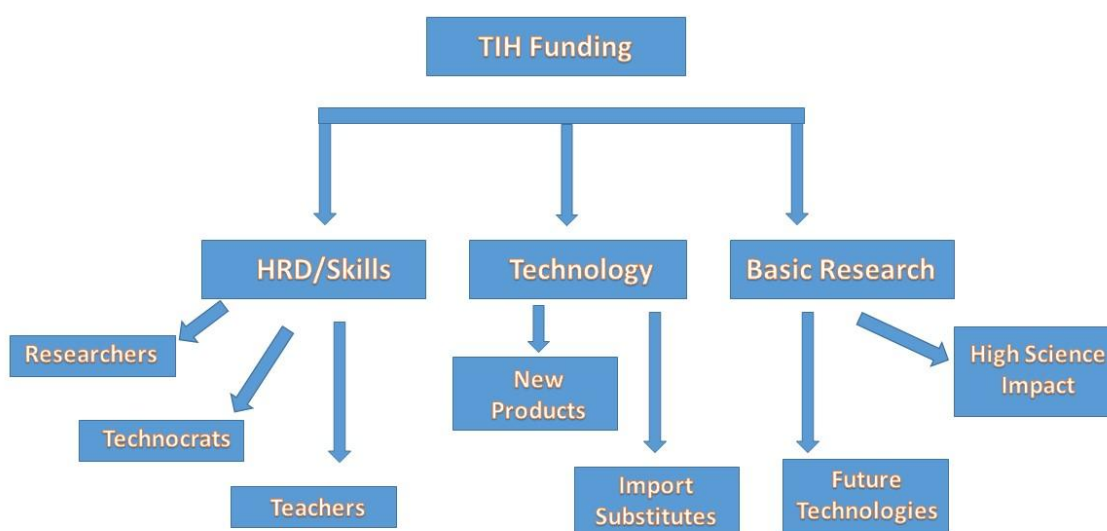 TIH Funding
HRD/Skills
Technology
Basic Research
Researchers
Technocrats
Teachers
New
Products
Import
Substitutes
Future
Technologies
High Science
Impact